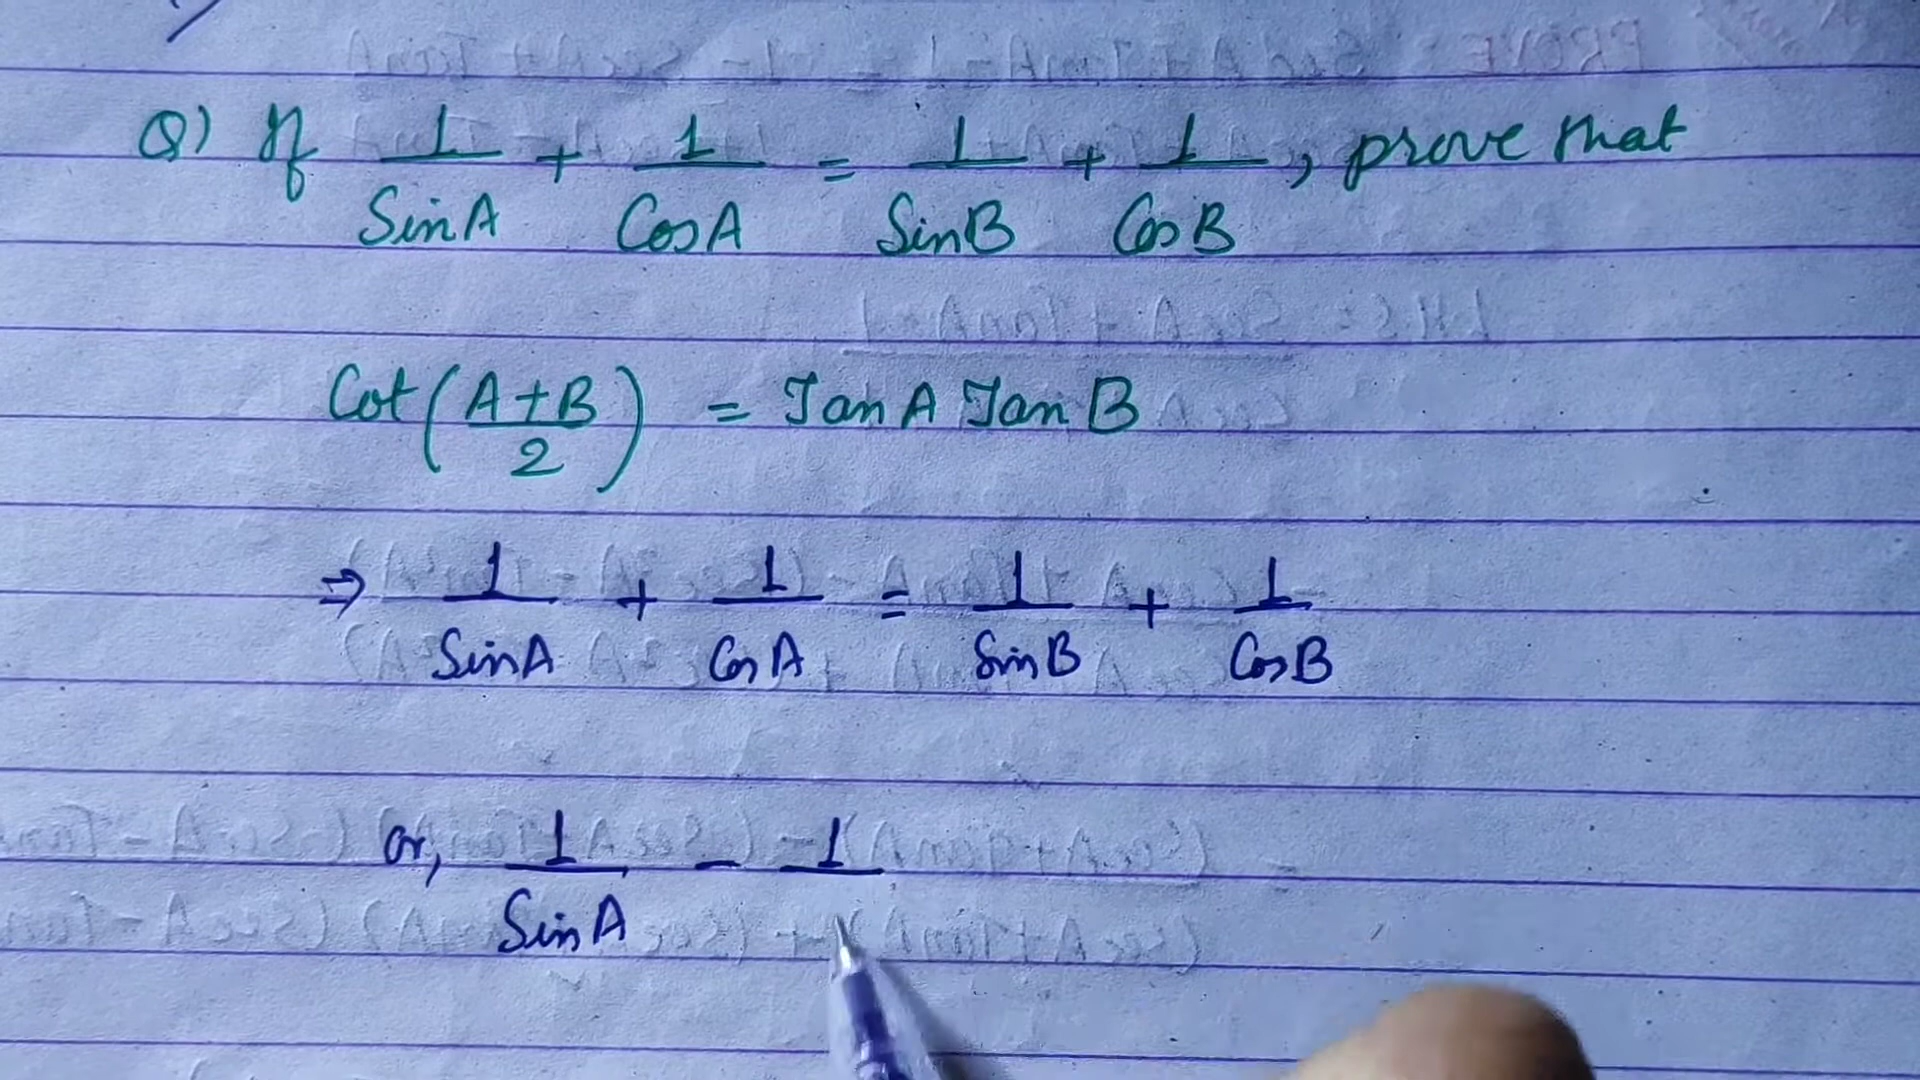 Q) If 1/SinA + 1/CosA = 1/SinB + 1/CosB, prove that
Cot(A+B/2) = Tan A Tan B
⇒ 1/SinA + 1/CosA = 1/SinB + 1/CosB
or, 1/SinA - 1/